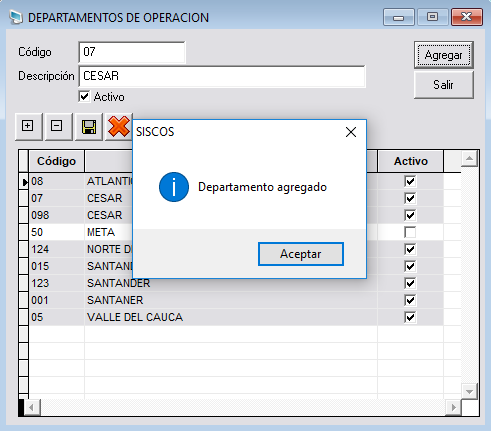 DEPARTAMENTOS DE OPERACION
Código 07 Agregar
Descripción CESAR Salir
Activo
SISCOS
Departamento agregado
Aceptar
Código Activo
08 ATLANTI
07 CESAR
098 CESAR
50 META
124 NORTE D
015 SANTAN
123 SANTANDER
001 SANTANER
05 VALLE DEL CAUCA